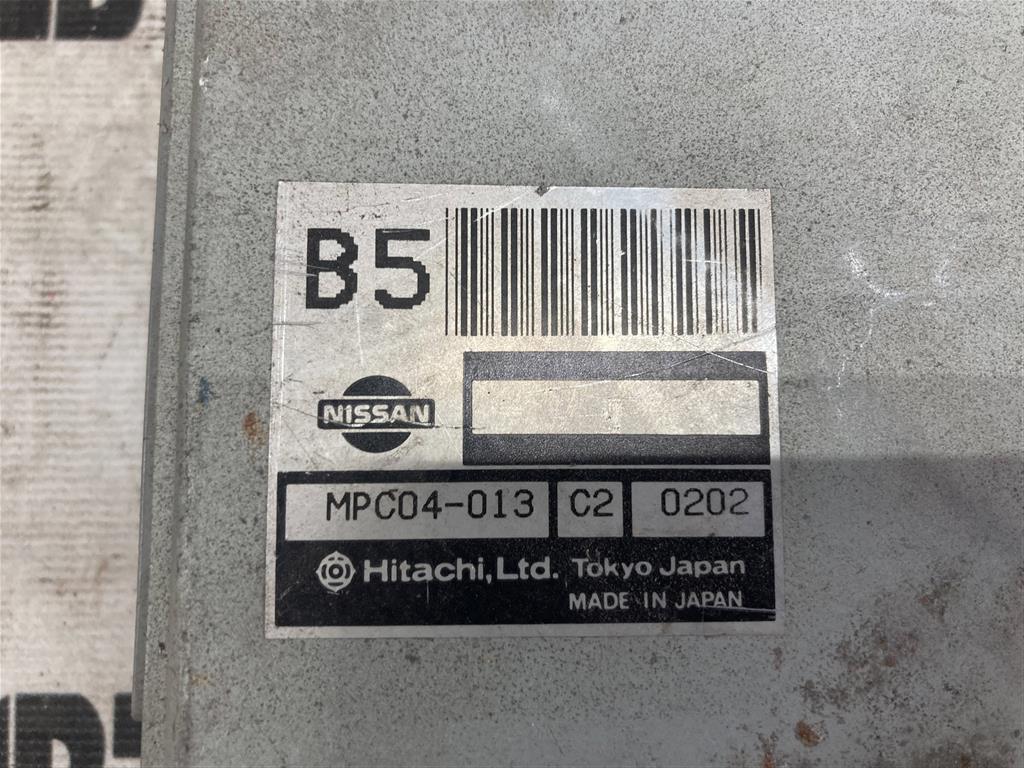 B5
NISSAN
MPC04-013 C2 0202
Hitachi, Ltd. Tokyo Japan
MADE IN JAPAN